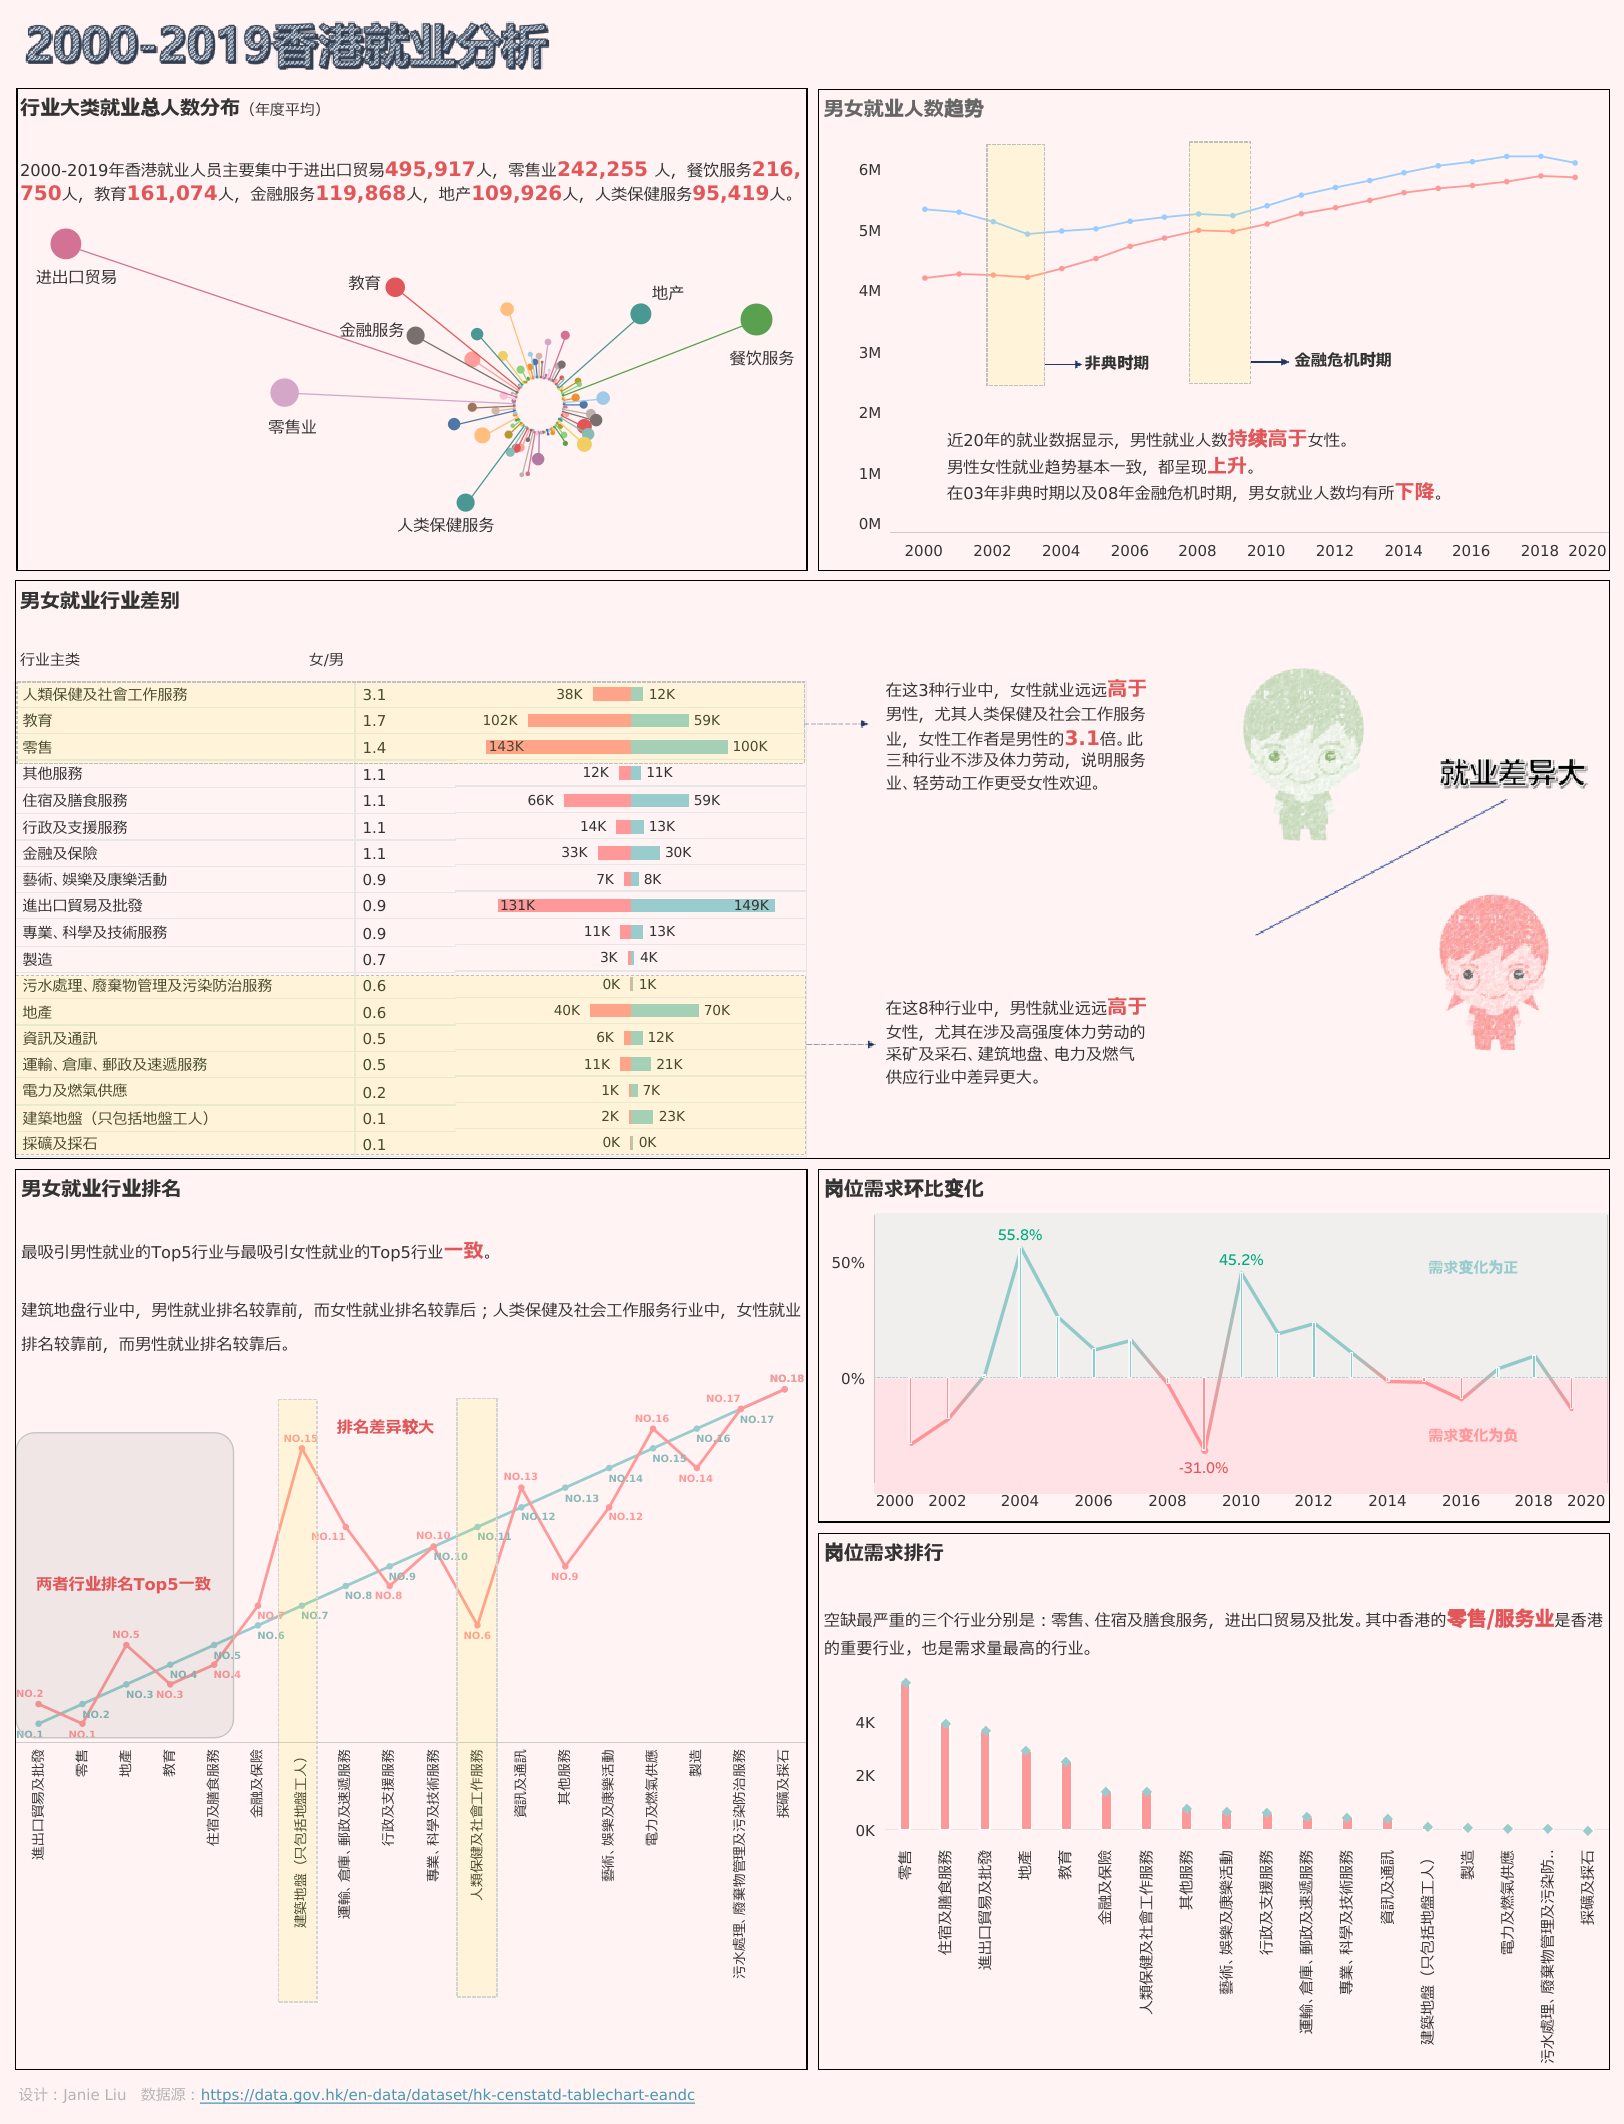 2000-2019香港就业分析
行业大类就业总人数分布（年度平均）
2000-2019年香港就业人员主要集中于进出口贸易495,917人，零售业242,255 人，餐饮服务216,
750人，教育161,074人，金融服务119,868人，地产109,926人，人类保健服务95,419人。
进出口贸易
教育
地产
金融服务
餐饮服务
零售业
人类保健服务
男女就业人数趋势
6M
5M
4M
3M
2M
1M
0M
非典时期
金融危机时期
近20年的就业数据显示，男性就业人数持续高于女性。
男性女性就业趋势基本一致，都呈现上升。
在03年非典时期以及08年金融危机时期，男女就业人数均有所下降。
2000 2002 2004 2006 2008 2010 2012 2014 2016 2018 2020
男女就业行业差别
行业主类 女/男
人類保健及社會工作服務 3.1 38K 12K
教育 1.7 102K 59K
零售 1.4 143K 100K
其他服務 1.1 12K 11K
住宿及膳食服務 1.1 66K 59K
行政及支援服務 1.1 14K 13K
金融及保險 1.1 33K 30K
藝術、娛樂及康樂活動 0.9 7K 8K
進出口貿易及批發 0.9 131K 149K
專業、科學及技術服務 0.9 11K 13K
製造 0.7 3K 4K
污水處理、廢棄物管理及污染防治服務 0.6 0K 1K
地產 0.6 40K 70K
資訊及通訊 0.5 6K 12K
運輸、倉庫、郵政及速遞服務 0.5 11K 21K
電力及燃氣供應 0.2 1K 7K
建築地盤（只包括地盤工人） 0.1 2K 23K
採礦及採石 0.1 0K 0K
在这3种行业中，女性就业远远高于
男性，尤其人类保健及社会工作服务
业，女性工作者是男性的3.1倍。此
三种行业不涉及体力劳动，说明服务
业、轻劳动工作更受女性欢迎。
就业差异大
在这8种行业中，男性就业远远高于
女性，尤其在涉及高强度体力劳动的
采矿及采石、建筑地盘、电力及燃气
供应行业中差异更大。
男女就业行业排名
最吸引男性就业的Top5行业与最吸引女性就业的Top5行业一致。
建筑地盘行业中，男性就业排名较靠前，而女性就业排名较靠后；人类保健及社会工作服务行业中，女性就业
排名较靠前，而男性就业排名较靠后。
排名差异较大
两者行业排名Top5一致
NO.2 NO.1 NO.5 NO.3 NO.4 NO.7 NO.15 NO.11 NO.8 NO.10 NO.6 NO.13 NO.9 NO.12 NO.16 NO.14 NO.17 NO.18
NO.1 NO.2 NO.3 NO.4 NO.5 NO.6 NO.7 NO.8 NO.9 NO.10 NO.11 NO.12 NO.13 NO.14 NO.15 NO.16 NO.17
進出口貿易及批發
零售
地產
教育
住宿及膳食服務
金融及保險
建築地盤（只包括地盤工人）
運輸、倉庫、郵政及速遞服務
行政及支援服務
專業、科學及技術服務
人類保健及社會工作服務
資訊及通訊
其他服務
藝術、娛樂及康樂活動
電力及燃氣供應
製造
污水處理、廢棄物管理及污染防治服務
採礦及採石
岗位需求环比变化
50%
0%
55.8%
45.2%
-31.0%
需求变化为正
需求变化为负
2000 2002 2004 2006 2008 2010 2012 2014 2016 2018 2020
岗位需求排行
空缺最严重的三个行业分别是：零售、住宿及膳食服务，进出口贸易及批发。其中香港的零售/服务业是香港
的重要行业，也是需求量最高的行业。
4K
2K
0K
零售
住宿及膳食服務
進出口貿易及批發
地產
教育
金融及保險
人類保健及社會工作服務
其他服務
藝術、娛樂及康樂活動
行政及支援服務
運輸、倉庫、郵政及速遞服務
專業、科學及技術服務
資訊及通訊
建築地盤（只包括地盤工人）
製造
電力及燃氣供應
污水處理、廢棄物管理及污染防..
採礦及採石
设计：Janie Liu 数据源：https://data.gov.hk/en-data/dataset/hk-censtatd-tablechart-eandc